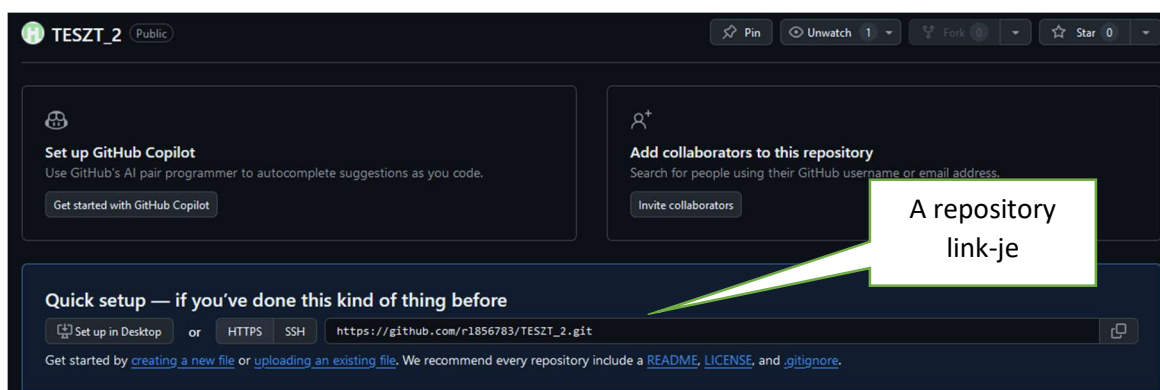 TESZT_2 Public
Pin
Unwatch 1
Fork 0
Star 0
Set up GitHub Copilot
Use GitHub's AI pair programmer to autocomplete suggestions as you code.
Get started with GitHub Copilot
Add collaborators to this repository
Search for people using their GitHub username or email address.
Invite collaborators
A repository
link-je
Quick setup — if you've done this kind of thing before
Set up in Desktop or HTTPS SSH https://github.com/r1856783/TESZT_2.git
Get started by creating a new file or uploading an existing file. We recommend every repository include a README, LICENSE, and .gitignore.